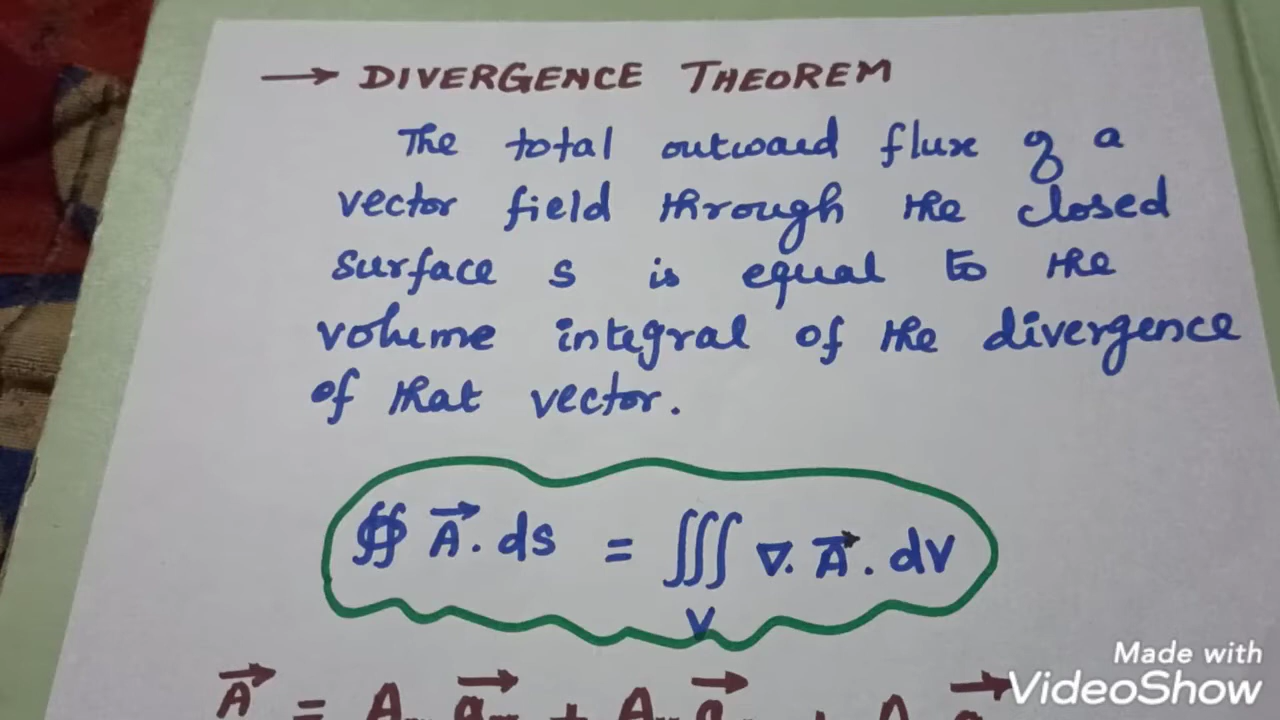 → DIVERGENCE THEOREM
The total outward flux of a
vector field through the closed
surface s is equal to the
volume integral of the divergence
of that vector.
∯ A⃗. ds = ∭ ∇. A⃗. dV
V
A⃗ = A
Made with
VideoShow